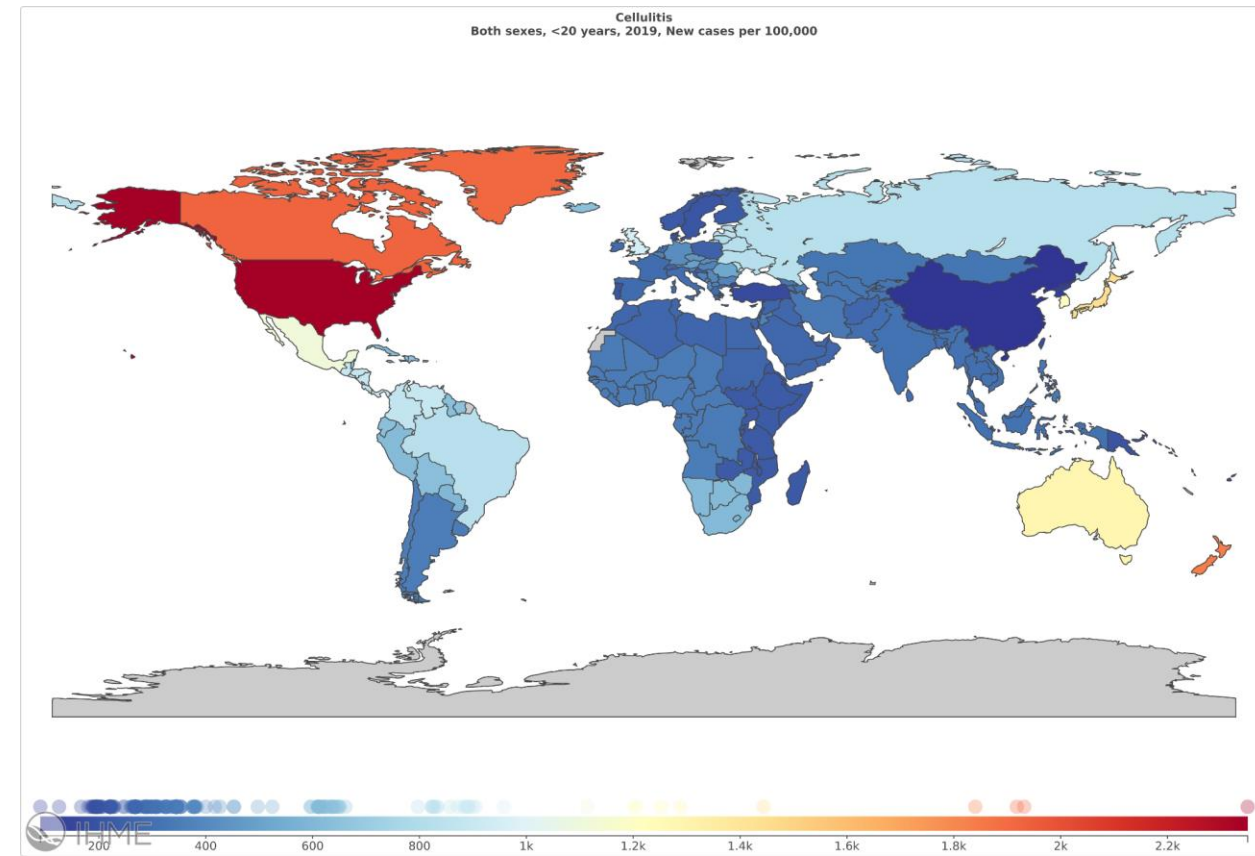 Cellulitis
Both sexes, <20 years, 2019, New cases per 100,000
IHME
200 400 600 800 1k 1.2k 1.4k 1.6k 1.8k 2k 2.2k